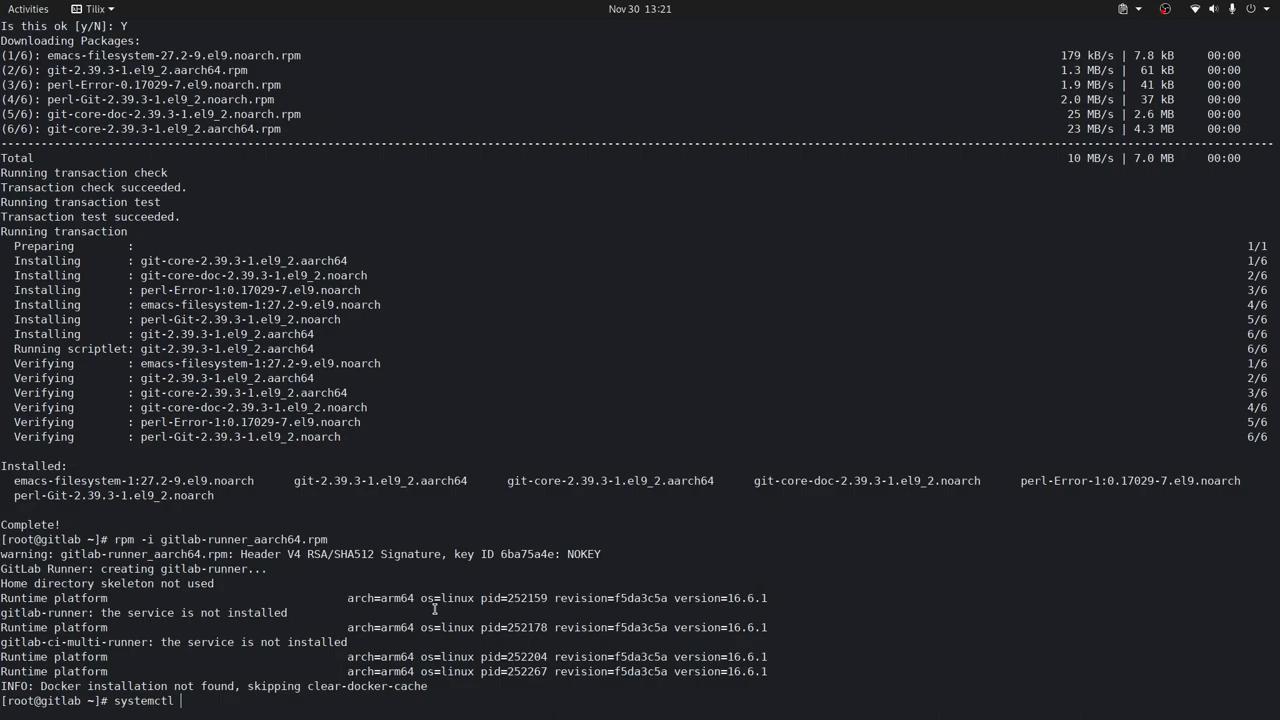 Activities Tilix Nov 30 13:21
Is this ok [y/N]: Y
Downloading Packages:
(1/6): emacs-filesystem-27.2-9.el9.noarch.rpm 179 kB/s | 7.8 kB 00:00
(2/6): git-2.39.3-1.el9_2.aarch64.rpm 1.3 MB/s | 61 kB 00:00
(3/6): perl-Error-0.17029-7.el9.noarch.rpm 1.9 MB/s | 41 kB 00:00
(4/6): perl-Git-2.39.3-1.el9_2.noarch.rpm 2.0 MB/s | 37 kB 00:00
(5/6): git-core-doc-2.39.3-1.el9_2.noarch.rpm 25 MB/s | 2.6 MB 00:00
(6/6): git-core-2.39.3-1.el9_2.aarch64.rpm 23 MB/s | 4.3 MB 00:00
--------------------------------------------------------------------------------
Total 10 MB/s | 7.0 MB 00:00
Running transaction check
Transaction check succeeded.
Running transaction test
Transaction test succeeded.
Running transaction
Preparing : 1/1
Installing : git-core-2.39.3-1.el9_2.aarch64 1/6
Installing : git-core-doc-2.39.3-1.el9_2.noarch 2/6
Installing : perl-Error-1:0.17029-7.el9.noarch 3/6
Installing : emacs-filesystem-1:27.2-9.el9.noarch 4/6
Installing : perl-Git-2.39.3-1.el9_2.noarch 5/6
Installing : git-2.39.3-1.el9_2.aarch64 6/6
Running scriptlet: git-2.39.3-1.el9_2.aarch64 6/6
Verifying : emacs-filesystem-1:27.2-9.el9.noarch 1/6
Verifying : git-2.39.3-1.el9_2.aarch64 2/6
Verifying : git-core-2.39.3-1.el9_2.aarch64 3/6
Verifying : git-core-doc-2.39.3-1.el9_2.noarch 4/6
Verifying : perl-Error-1:0.17029-7.el9.noarch 5/6
Verifying : perl-Git-2.39.3-1.el9_2.noarch 6/6
Installed:
emacs-filesystem-1:27.2-9.el9.noarch git-2.39.3-1.el9_2.aarch64 git-core-2.39.3-1.el9_2.aarch64 git-core-doc-2.39.3-1.el9_2.noarch perl-Error-1:0.17029-7.el9.noarch
perl-Git-2.39.3-1.el9_2.noarch
Complete!
[root@gitlab ~]# rpm -i gitlab-runner_aarch64.rpm
warning: gitlab-runner_aarch64.rpm: Header V4 RSA/SHA512 Signature, key ID 6ba75a4e: NOKEY
GitLab Runner: creating gitlab-runner...
Home directory skeleton not used
Runtime platform arch=arm64 os=linux pid=252159 revision=f5da3c5a version=16.6.1
gitlab-runner: the service is not installed
Runtime platform arch=arm64 os=linux pid=252178 revision=f5da3c5a version=16.6.1
gitlab-ci-multi-runner: the service is not installed
Runtime platform arch=arm64 os=linux pid=252204 revision=f5da3c5a version=16.6.1
Runtime platform arch=arm64 os=linux pid=252267 revision=f5da3c5a version=16.6.1
INFO: Docker installation not found, skipping clear-docker-cache
[root@gitlab ~]# systemctl